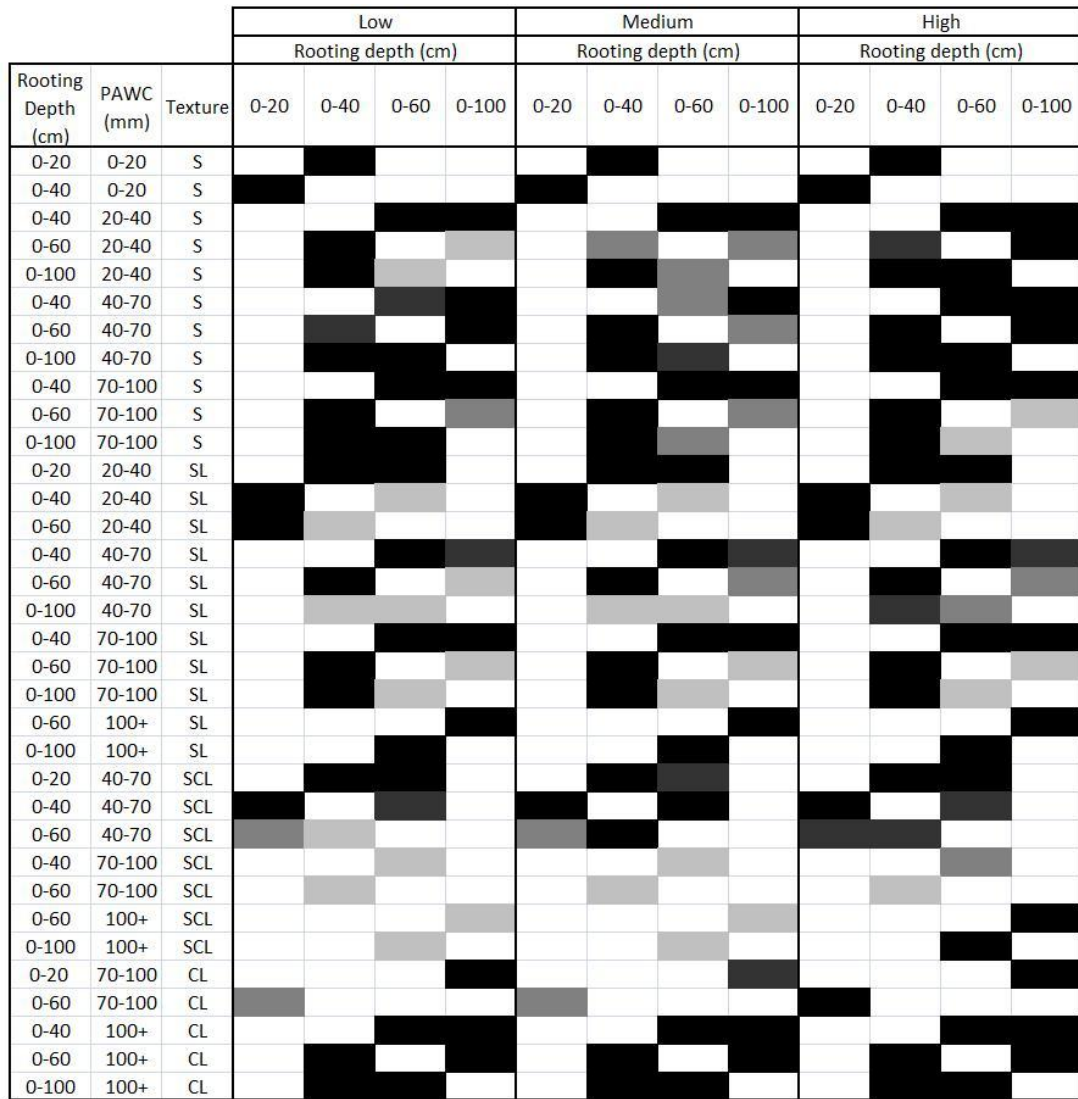 Low Medium High
Rooting depth (cm) Rooting depth (cm) Rooting depth (cm)
Rooting Depth (cm) PAWC (mm) Texture 0-20 0-40 0-60 0-100 0-20 0-40 0-60 0-100 0-20 0-40 0-60 0-100
0-20 0-20 S
0-40 0-20 S
0-40 20-40 S
0-60 20-40 S
0-100 20-40 S
0-40 40-70 S
0-60 40-70 S
0-100 40-70 S
0-40 70-100 S
0-60 70-100 S
0-100 70-100 S
0-20 20-40 SL
0-40 20-40 SL
0-60 20-40 SL
0-40 40-70 SL
0-60 40-70 SL
0-100 40-70 SL
0-40 70-100 SL
0-60 70-100 SL
0-100 70-100 SL
0-60 100+ SL
0-100 100+ SL
0-20 40-70 SCL
0-40 40-70 SCL
0-60 40-70 SCL
0-40 70-100 SCL
0-60 70-100 SCL
0-60 100+ SCL
0-100 100+ SCL
0-20 70-100 CL
0-60 70-100 CL
0-40 100+ CL
0-60 100+ CL
0-100 100+ CL